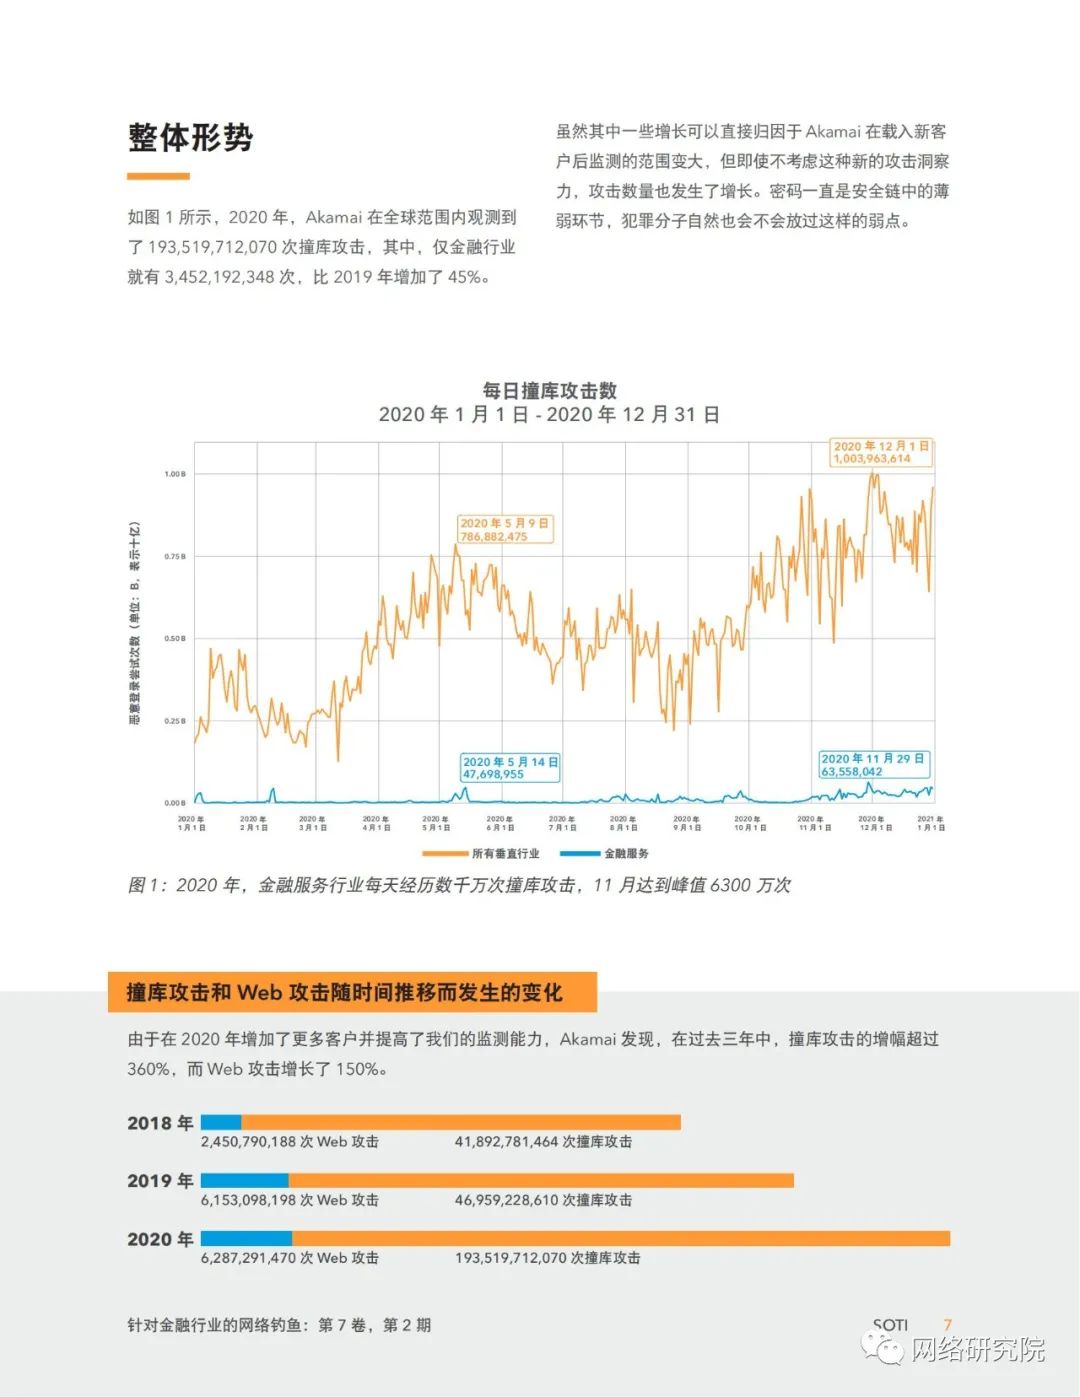 整体形势
如图 1 所示，2020 年，Akamai 在全球范围内观测到
了 193,519,712,070 次撞库攻击，其中，仅金融行业
就有 3,452,192,348 次，比 2019 年增加了 45%。
虽然其中一些增长可以直接归因于 Akamai 在载入新客
户后监测的范围变大，但即使不考虑这种新的攻击洞察
力，攻击数量也发生了增长。密码一直是安全链中的薄
弱环节，犯罪分子自然也会不会放过这样的弱点。
每日撞库攻击数
2020 年 1 月 1 日 - 2020 年 12 月 31 日
恶意登录尝试次数（单位：B，表示十亿）
1.00 B
0.75 B
0.50 B
0.25 B
0.00 B
2020 年 12 月 1 日
1,003,963,614
2020 年 5 月 9 日
786,882,475
2020 年 5 月 14 日
47,698,955
2020 年 11 月 29 日
63,558,042
2020 年 2020 年 2020 年 2020 年 2020 年 2020 年 2020 年 2020 年 2020 年 2020 年 2020 年 2020 年 2021 年
1 月 1 日 2 月 1 日 3 月 1 日 4 月 1 日 5 月 1 日 6 月 1 日 7 月 1 日 8 月 1 日 9 月 1 日 10 月 1 日 11 月 1 日 12 月 1 日 1 月 1 日
所有垂直行业 金融服务
图 1：2020 年，金融服务行业每天经历数千万次撞库攻击，11 月达到峰值 6300 万次
撞库攻击和 Web 攻击随时间推移而发生的变化
由于在 2020 年增加了更多客户并提高了我们的监测能力，Akamai 发现，在过去三年中，撞库攻击的增幅超过
360%，而 Web 攻击增长了 150%。
2018 年
2,450,790,188 次 Web 攻击 41,892,781,464 次撞库攻击
2019 年
6,153,098,198 次 Web 攻击 46,959,228,610 次撞库攻击
2020 年
6,287,291,470 次 Web 攻击 193,519,712,070 次撞库攻击
针对金融行业的网络钓鱼：第 7 卷，第 2 期
SOTI 7
网络研究院